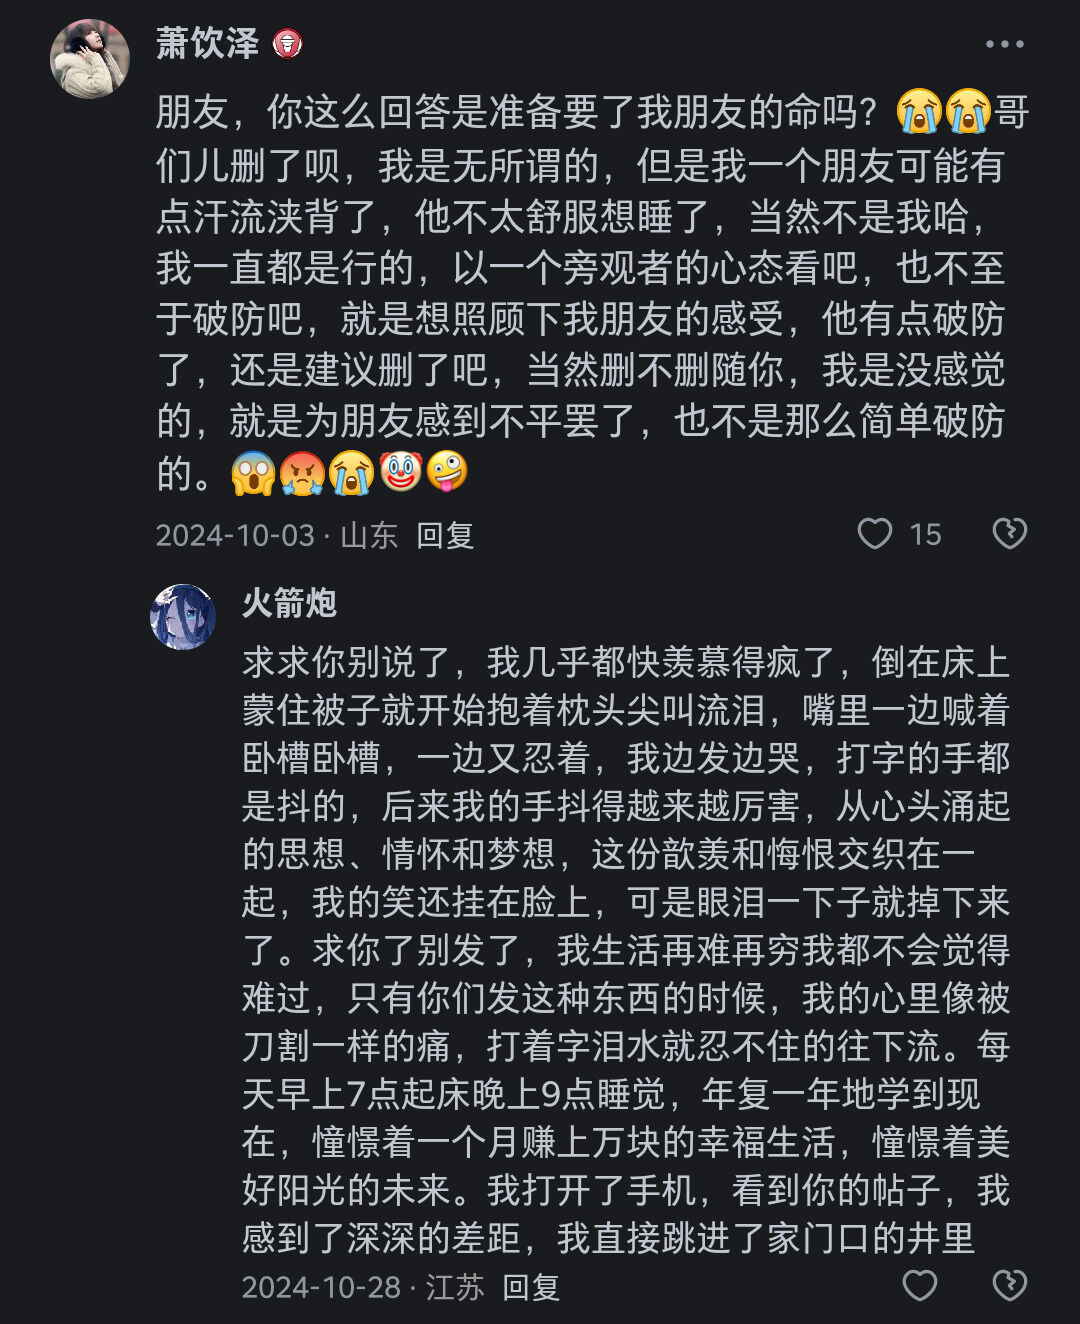 萧饮泽
朋友，你这么回答是准备要了我朋友的命吗？😭😭哥
们儿删了呗，我是无所谓的，但是我一个朋友可能有
点汗流浃背了，他不太舒服想睡了，当然不是我哈，
我一直都是行的，以一个旁观者的心态看吧，也不至
于破防吧，就是想照顾下我朋友的感受，他有点破防
了，还是建议删了吧，当然删不删随你，我是没感觉
的，就是为朋友感到不平罢了，也不是那么简单破防
的。😱😡😭🤡🤪
2024-10-03 · 山东 回复 15
火箭炮
求求你别说了，我几乎都快羡慕得疯了，倒在床上
蒙住被子就开始抱着枕头尖叫流泪，嘴里一边喊着
卧槽卧槽，一边又忍着，我边发边哭，打字的手都
是抖的，后来我的手抖得越来越厉害，从心头涌起
的思想、情怀和梦想，这份歆羡和悔恨交织在一
起，我的笑还挂在脸上，可是眼泪一下子就掉下来
了。求你了别发了，我生活再难再穷我都不会觉得
难过，只有你们发这种东西的时候，我的心里像被
刀割一样的痛，打着字泪水就忍不住的往下流。每
天早上7点起床晚上9点睡觉，年复一年地学到现
在，憧憬着一个月赚上万块的幸福生活，憧憬着美
好阳光的未来。我打开了手机，看到你的帖子，我
感到了深深的差距，我直接跳进了家门口的井里
2024-10-28 · 江苏 回复